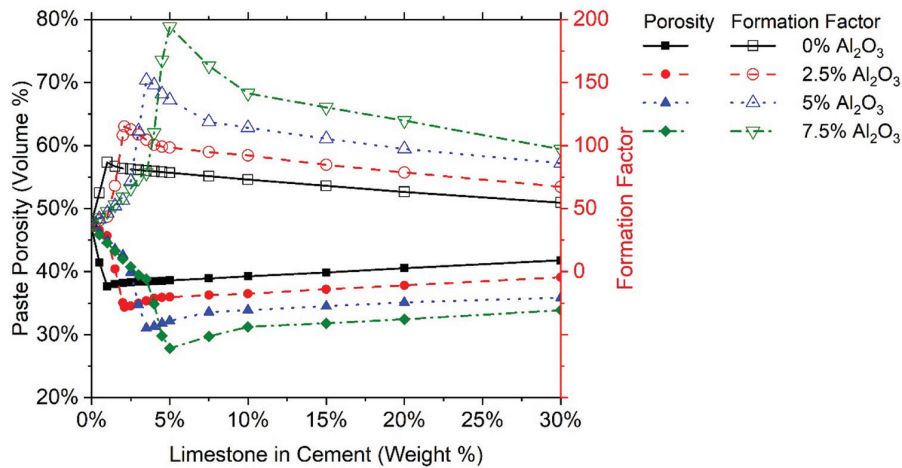 80%
70%
60%
50%
40%
30%
20%
Paste Porosity (Volume %)
0%
5%
10%
15%
20%
25%
30%
Limestone in Cement (Weight %)
200
150
100
50
0
Formation Factor
Porosity Formation Factor
0% Al₂O₃
2.5% Al₂O₃
5% Al₂O₃
7.5% Al₂O₃